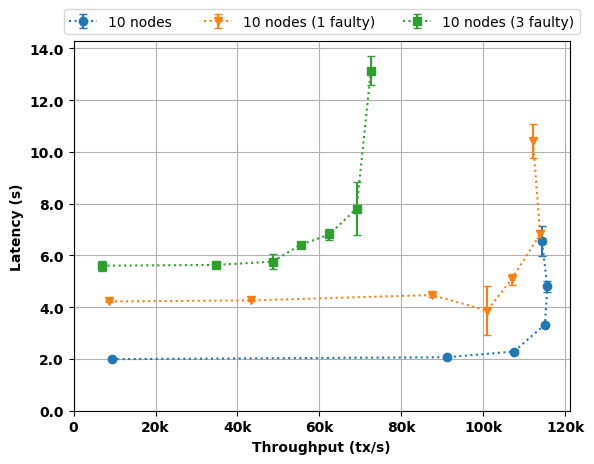 10 nodes 10 nodes (1 faulty) 10 nodes (3 faulty)
14.0
12.0
10.0
8.0
6.0
4.0
2.0
0.0
Latency (s)
0 20k 40k 60k 80k 100k 120k
Throughput (tx/s)